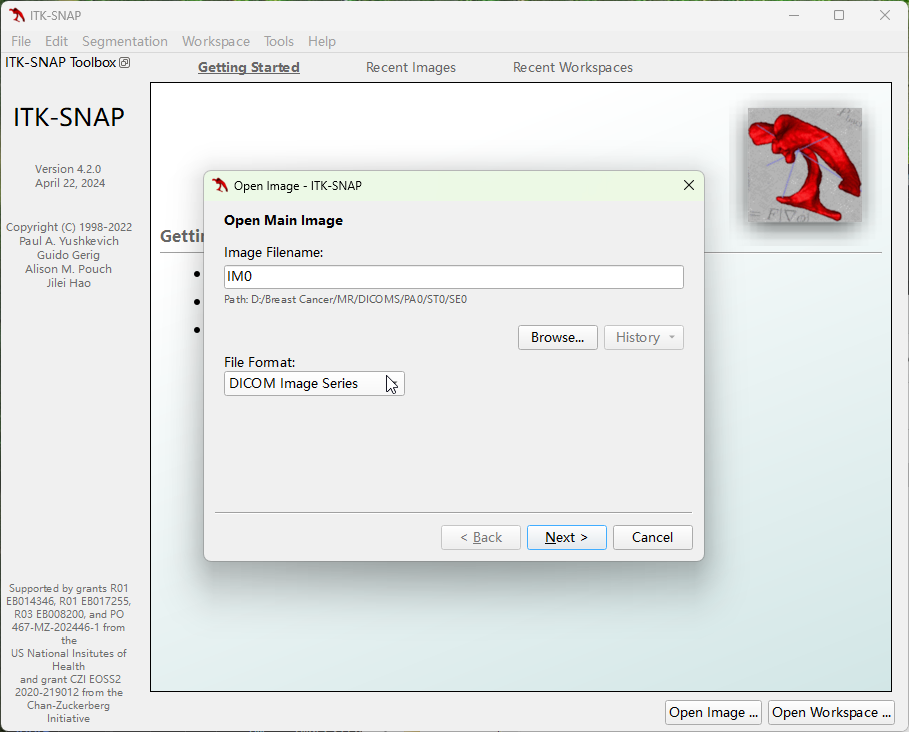 ITK-SNAP
File Edit Segmentation Workspace Tools Help
ITK-SNAP Toolbox
Getting Started Recent Images Recent Workspaces
ITK-SNAP
Version 4.2.0
April 22, 2024
Copyright (C) 1998-2022
Paul A. Yushkevich
Guido Gerig
Alison M. Pouch
Jilei Hao
Open Image - ITK-SNAP
Open Main Image
Image Filename:
IM0
Path: D:/Breast Cancer/MR/DICOMS/PA0/ST0/SE0
Browse... History
File Format:
DICOM Image Series
< Back Next > Cancel
Supported by grants R01
EB014346, R01 EB017255,
R03 EB008200, and PO
467-MZ-202446-1 from
the
US National Insitutes of
Health
and grant CZI EOSS2
2020-219012 from the
Chan-Zuckerberg
Initiative
Open Image ... Open Workspace ...